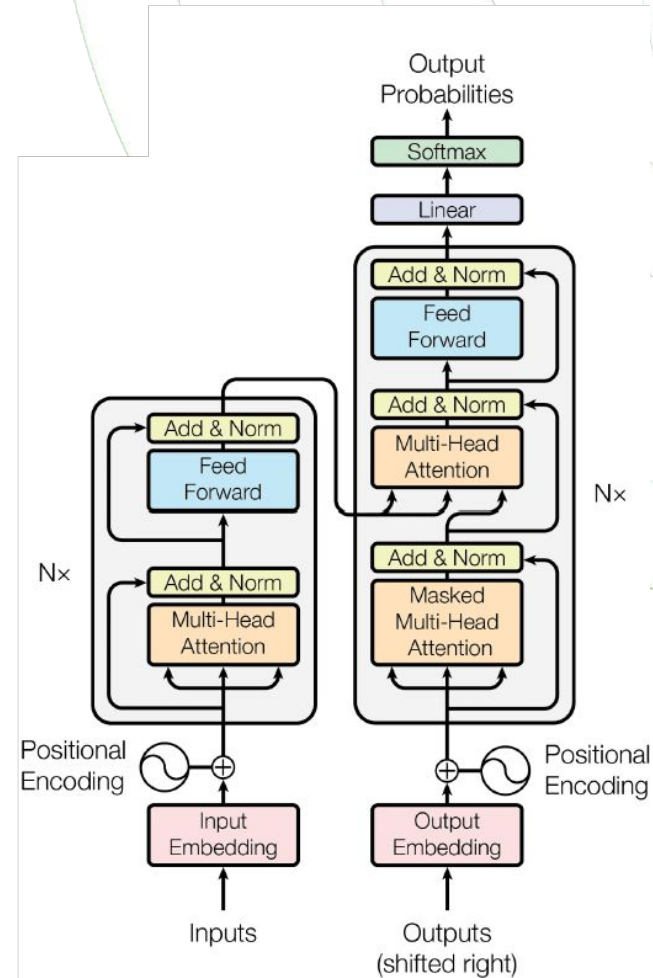 Output
Probabilities
Softmax
Linear
Add & Norm
Feed
Forward
Add & Norm
Multi-Head
Attention
Add & Norm
Masked
Multi-Head
Attention
Nx
Add & Norm
Feed
Forward
Add & Norm
Multi-Head
Attention
Nx
Positional
Encoding
Positional
Encoding
Input
Embedding
Output
Embedding
Inputs
Outputs
(shifted right)